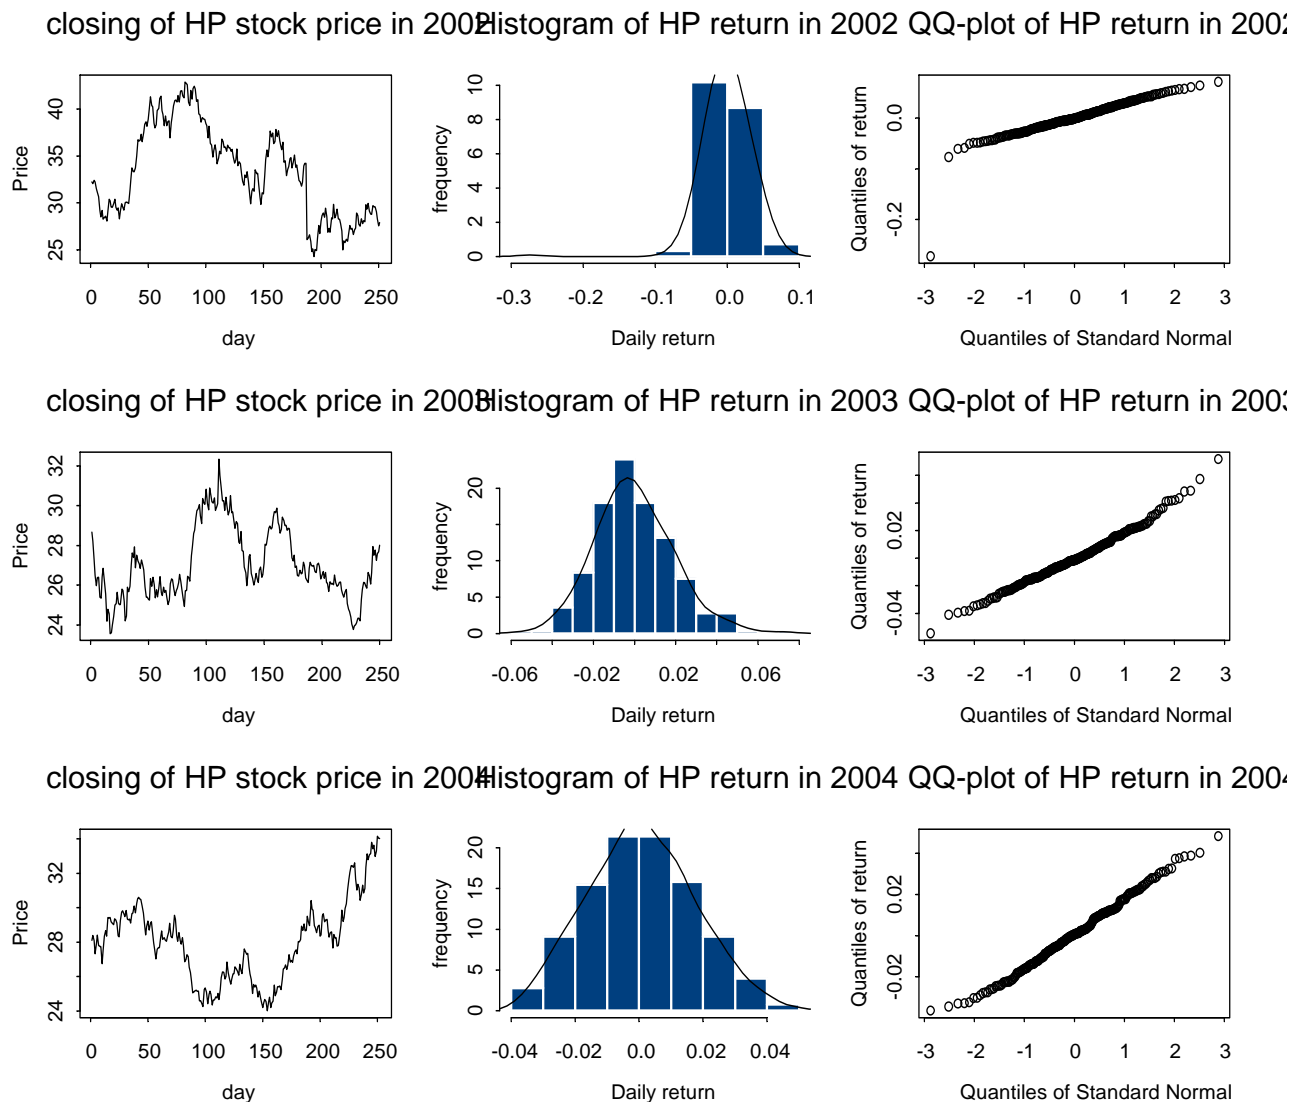 closing of HP stock price in 2002
Histogram of HP return in 2002
QQ-plot of HP return in 2002
Price
25 30 35 40
0 50 100 150 200 250
day
frequency
0 2 4 6 8 10
-0.3 -0.2 -0.1 0.0 0.1
Daily return
Quantiles of return
-0.2 0.0
-3 -2 -1 0 1 2 3
Quantiles of Standard Normal
closing of HP stock price in 2003
Histogram of HP return in 2003
QQ-plot of HP return in 2003
Price
24 26 28 30 32
0 50 100 150 200 250
day
frequency
0 5 10 20
-0.06 -0.02 0.02 0.06
Daily return
Quantiles of return
-0.04 0.02
-3 -2 -1 0 1 2 3
Quantiles of Standard Normal
closing of HP stock price in 2004
Histogram of HP return in 2004
QQ-plot of HP return in 2004
Price
24 28 32
0 50 100 150 200 250
day
frequency
0 5 10 15 20
-0.04 -0.02 0.0 0.02 0.04
Daily return
Quantiles of return
-0.02 0.02
-3 -2 -1 0 1 2 3
Quantiles of Standard Normal